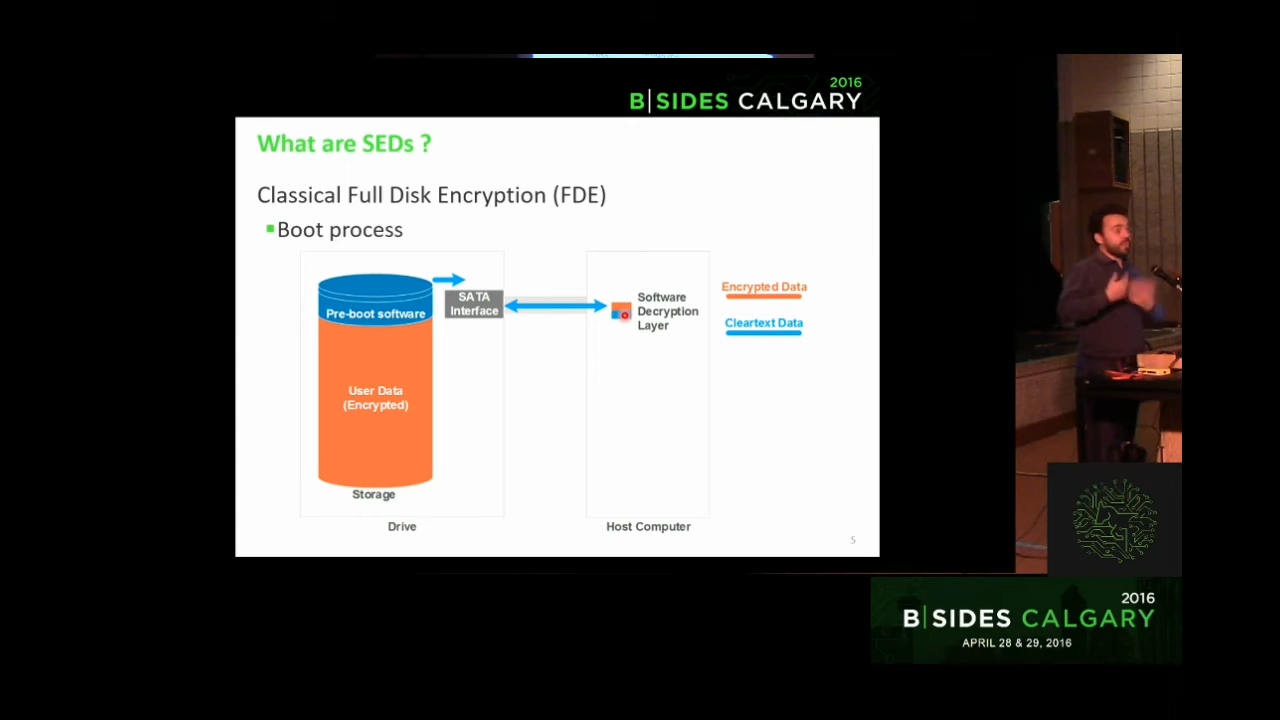 2016
B|SIDES CALGARY
What are SEDs ?
Classical Full Disk Encryption (FDE)
Boot process
Pre-boot software
SATA
Interface
Software
Decryption
Layer
Encrypted Data
Cleartext Data
User Data
(Encrypted)
Storage
Drive
Host Computer
5
2016
B|SIDES CALGARY
APRIL 28 & 29, 2016